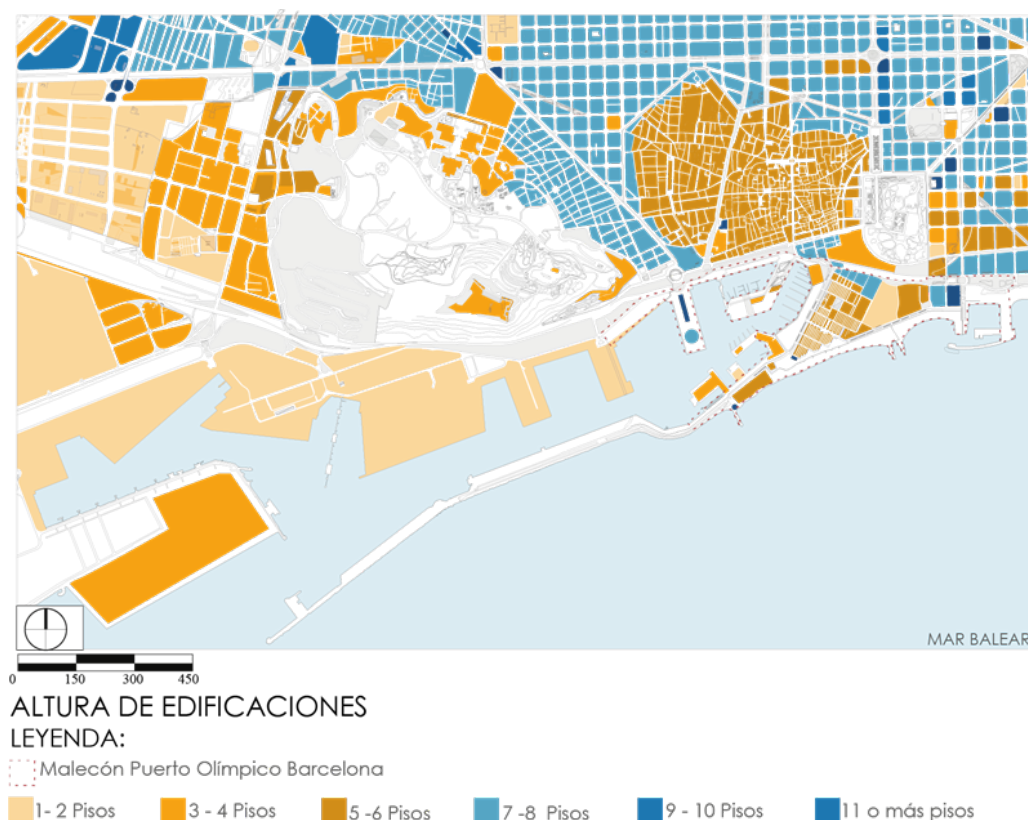 MAR BALEAR
0 150 300 450
ALTURA DE EDIFICACIONES
LEYENDA:
Malecón Puerto Olímpico Barcelona
1- 2 Pisos 3 - 4 Pisos 5 -6 Pisos 7 -8 Pisos 9 - 10 Pisos 11 o más pisos